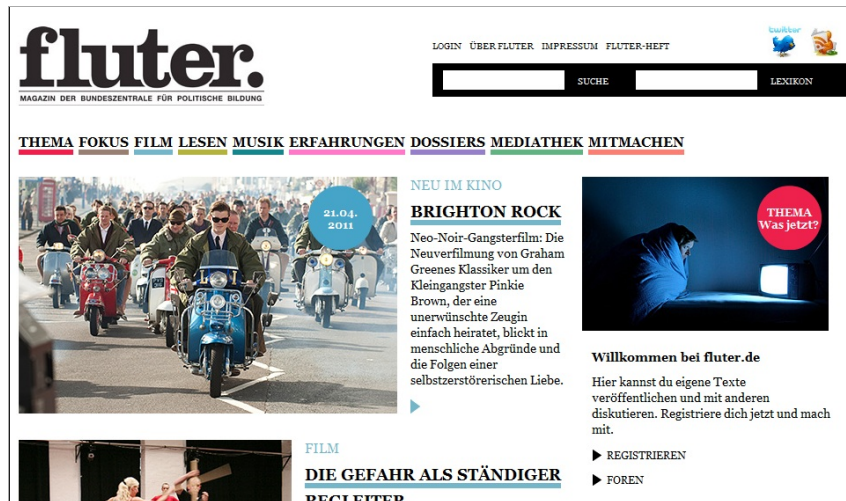 fluter.
MAGAZIN DER BUNDESZENTRALE FÜR POLITISCHE BILDUNG
twitter
LOGIN ÜBER FLUTER IMPRESSUM FLUTER-HEFT
SUCHE LEXIKON
THEMA FOKUS FILM LESEN MUSIK ERFAHRUNGEN DOSSIERS MEDIATHEK MITMACHEN
21.04.
2011
NEU IM KINO
BRIGHTON ROCK
Neo-Noir-Gangsterfilm: Die
Neuverfilmung von Graham
Greenes Klassiker um den
Kleingangster Pinkie
Brown, der eine
unerwünschte Zeugin
einfach heiratet, blickt in
menschliche Abgründe und
die Folgen einer
selbstzerstörerischen Liebe.
THEMA
Was jetzt?
Willkommen bei fluter.de
Hier kannst du eigene Texte
veröffentlichen und mit anderen
diskutieren. Registriere dich jetzt und mach
mit.
REGISTRIEREN
FOREN
FILM
DIE GEFAHR ALS STÄNDIGER
BEGLEITER